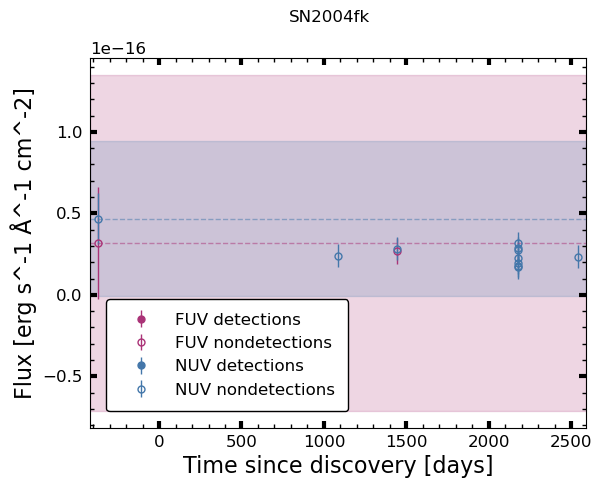 SN2004fk
1e−16
Flux [erg s^-1 Å^-1 cm^-2]
1.0
0.5
0.0
−0.5
FUV detections
FUV nondetections
NUV detections
NUV nondetections
0 500 1000 1500 2000 2500
Time since discovery [days]